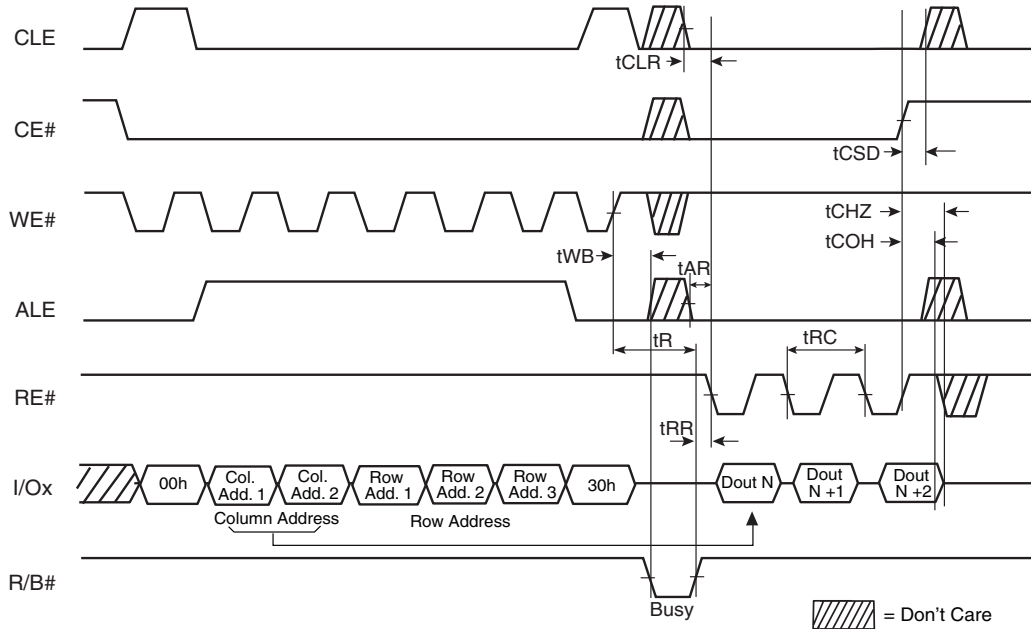 CLE
tCLR
CE#
tCSD
WE#
tCHZ
tCOH
tWB
tAR
ALE
tR
tRC
RE#
tRR
I/Ox
00h
Col.
Add. 1
Col.
Add. 2
Row
Add. 1
Row
Add. 2
Row
Add. 3
30h
Dout N
Dout
N +1
Dout
N +2
Column Address
Row Address
R/B#
Busy
= Don't Care